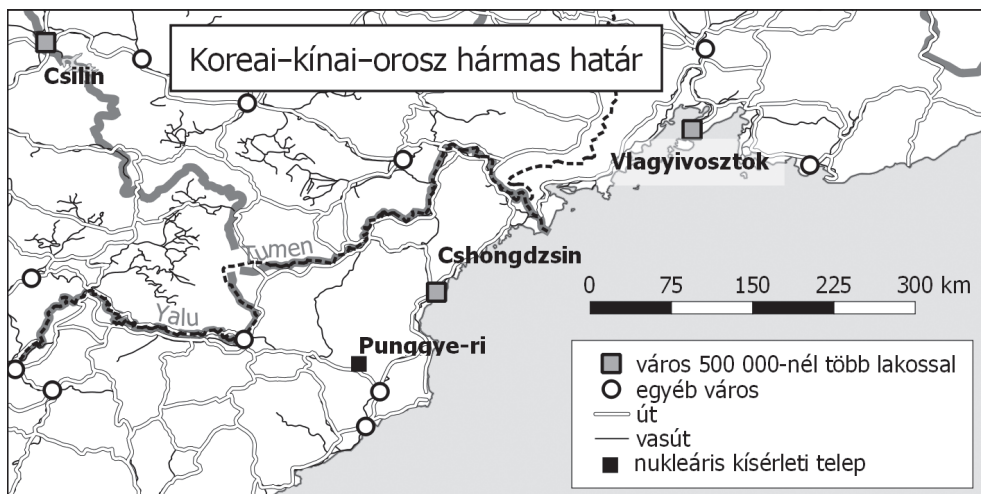 Koreai–kínai–orosz hármas határ
Csilin
Vlagyivosztok
Tumen
Cshongdzsin
Yalu
Punggye-ri
0 75 150 225 300 km
város 500 000-nél több lakossal
egyéb város
út
vasút
nukleáris kísérleti telep